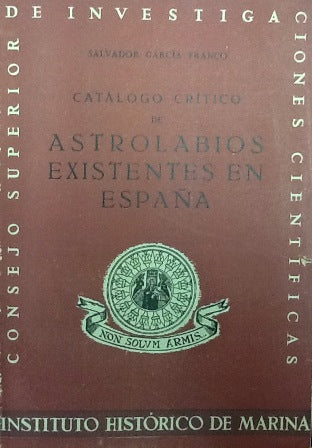 CONSEJO SUPERIOR
DE INVESTIGA
CIONES CIENTÍFICAS
SALVADOR GARCÍA FRANCO
CATÁLOGO CRÍTICO
DE
ASTROLABIOS
EXISTENTES EN
ESPAÑA
NON SOLVM ARMIS
INSTITUTO HISTÓRICO DE MARINA